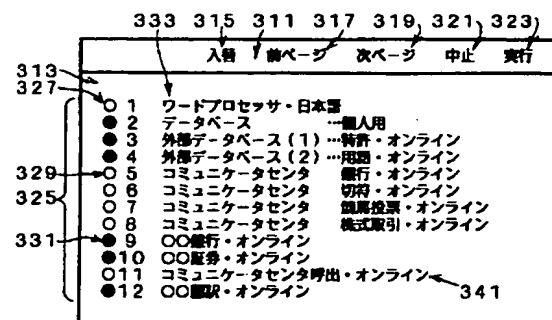 333 315 311 317 319 321 323
入替 前ページ 次ページ 中止 実行
313
327
○ 1 ワードプロセッサ・日本語
● 2 データベース …個人用
● 3 外部データベース(1)…特許・オンライン
● 4 外部データベース(2)…用語・オンライン
329 ○ 5 コミュニケータセンタ 銀行・オンライン
325 ○ 6 コミュニケータセンタ 切符・オンライン
○ 7 コミュニケータセンタ 競馬投票・オンライン
○ 8 コミュニケータセンタ 株式取引・オンライン
331 ● 9 ○○銀行・オンライン
●10 ○○証券・オンライン
○11 コミュニケータセンタ呼出・オンライン
●12 ○○翻訳・オンライン 341